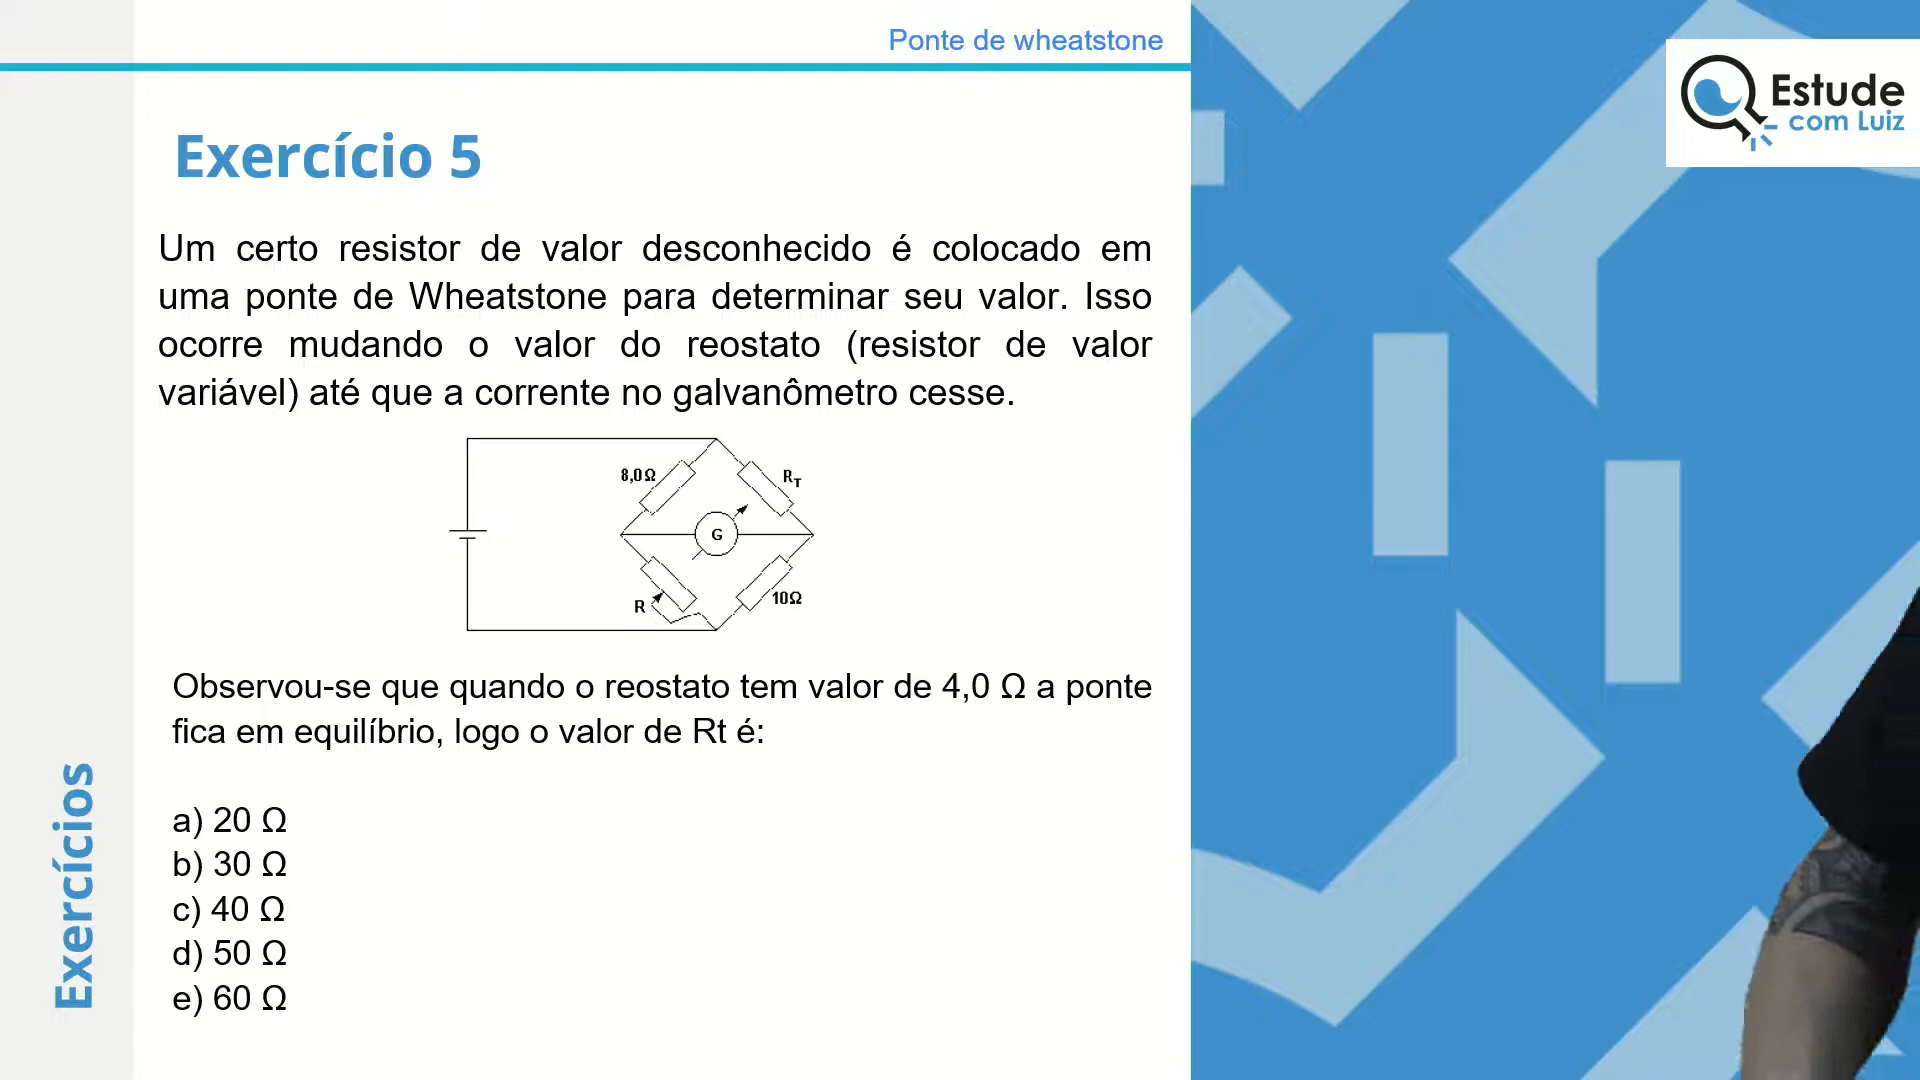 Ponte de wheatstone
Estude
com Luiz
Exercício 5
Um certo resistor de valor desconhecido é colocado em
uma ponte de Wheatstone para determinar seu valor. Isso
ocorre mudando o valor do reostato (resistor de valor
variável) até que a corrente no galvanômetro cesse.
8,0Ω
RT
G
R
10Ω
Observou-se que quando o reostato tem valor de 4,0 Ω a ponte
fica em equilíbrio, logo o valor de Rt é:
a) 20 Ω
b) 30 Ω
c) 40 Ω
d) 50 Ω
e) 60 Ω
Exercícios